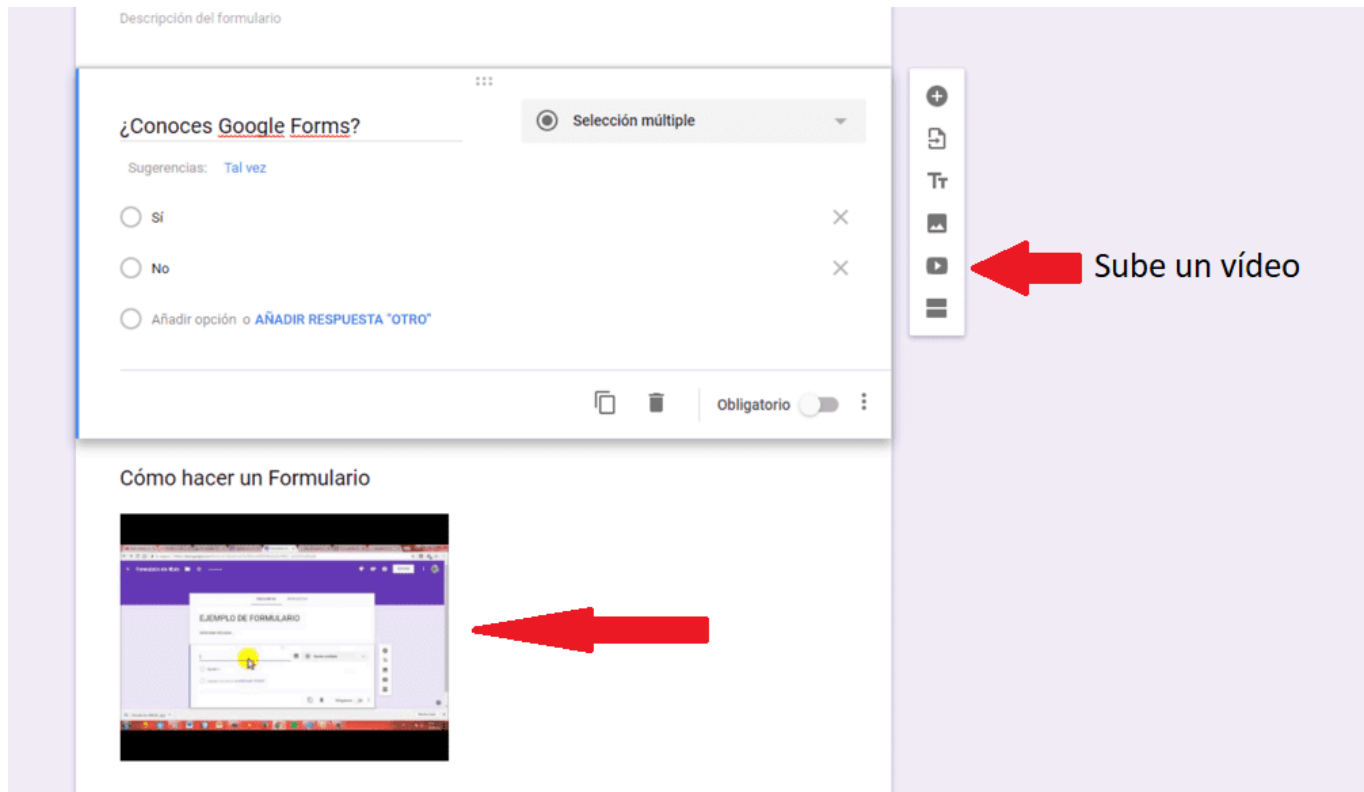 Descripción del formulario
¿Conoces Google Forms?
Selección múltiple
Sugerencias: Tal vez
Sí
No
Sube un vídeo
Añadir opción o AÑADIR RESPUESTA "OTRO"
Obligatorio
Cómo hacer un Formulario
EJEMPLO DE FORMULARIO